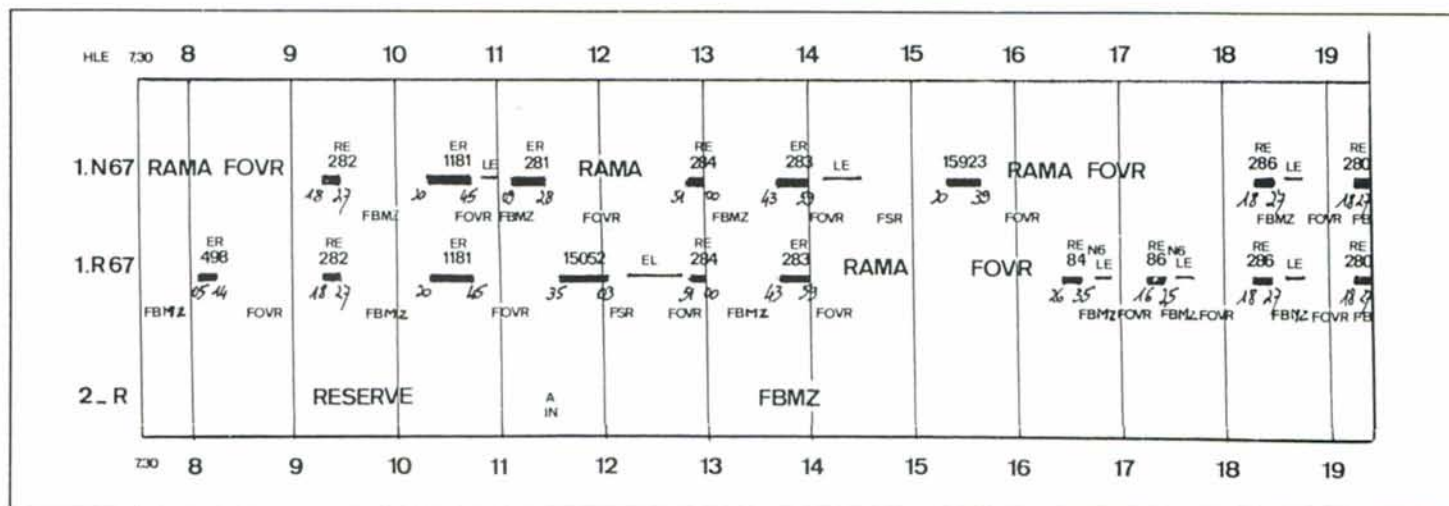 HLE 7.30 8 9 10 11 12 13 14 15 16 17 18 19
RE ER ER RE ER RE RE
1.N67 RAMA FOVR 282 1181 LE 281 RAMA 284 283 LE 15923 RAMA FOVR 286 LE 280
18 27 20 45 09 28 51 00 43 59 20 39 18 27 18 27
FBMZ FOVR FBMZ FOVR FBMZ FOVR FSR FOVR FBMZ FOVR FB
ER RE ER RE ER RE N6 RE N6 RE RE
1.R67 498 282 1181 15052 EL 284 283 RAMA FOVR 84 LE 86 LE 286 LE 280
05 14 18 27 20 45 35 03 51 00 43 59 26 35 16 25 18 27 18 27
FBMZ FOVR FBMZ FOVR FSR FOVR FBMZ FOVR FBMZ FOVR FBMZ FOVR FBMZ FOVR FB
2_R RESERVE A FBMZ
IN
7.30 8 9 10 11 12 13 14 15 16 17 18 19